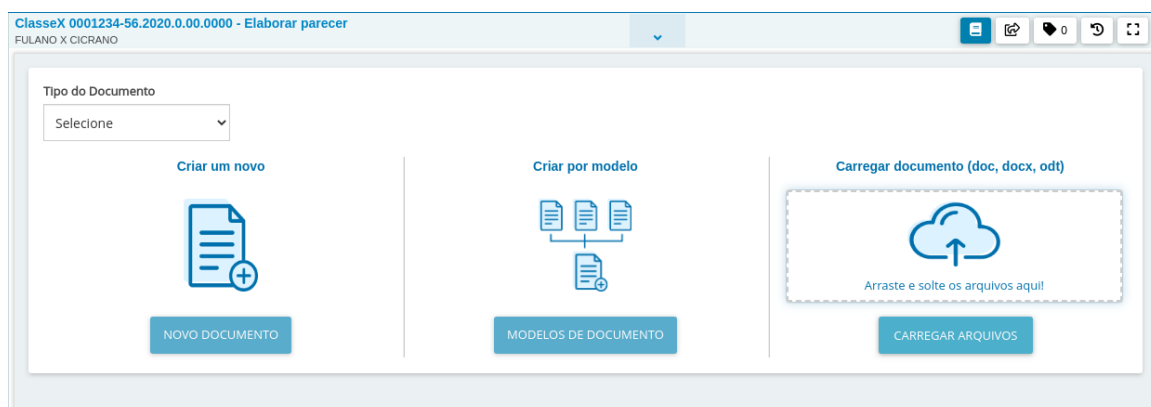 ClasseX 0001234-56.2020.0.00.0000 - Elaborar parecer
FULANO X CICRANO
0
Tipo do Documento
Selecione
Criar um novo
Criar por modelo
Carregar documento (doc, docx, odt)
Arraste e solte os arquivos aqui!
NOVO DOCUMENTO
MODELOS DE DOCUMENTO
CARREGAR ARQUIVOS